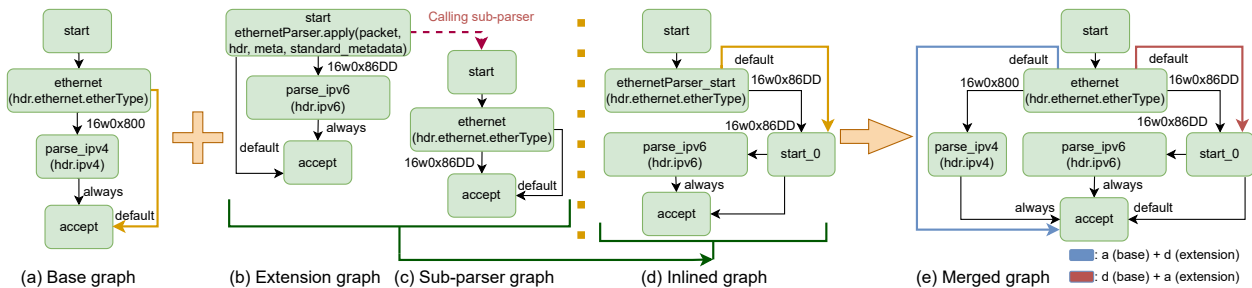 start
ethernet
(hdr.ethernet.etherType)
16w0x800
parse_ipv4
(hdr.ipv4)
always
default
accept
(a) Base graph
start
ethernetParser.apply(packet,
hdr, meta, standard_metadata)
16w0x86DD
parse_ipv6
(hdr.ipv6)
always
default
accept
(b) Extension graph
Calling sub-parser
start
ethernet
(hdr.ethernet.etherType)
16w0x86DD
default
accept
(c) Sub-parser graph
start
default
ethernetParser_start
(hdr.ethernet.etherType)
16w0x86DD
16w0x86DD
parse_ipv6
(hdr.ipv6)
start_0
always
accept
(d) Inlined graph
start
default
default
ethernet
(hdr.ethernet.etherType)
16w0x800
16w0x86DD
16w0x86DD
parse_ipv4
(hdr.ipv4)
parse_ipv6
(hdr.ipv6)
start_0
always
always
default
accept
(e) Merged graph
: a (base) + d (extension)
: d (base) + a (extension)